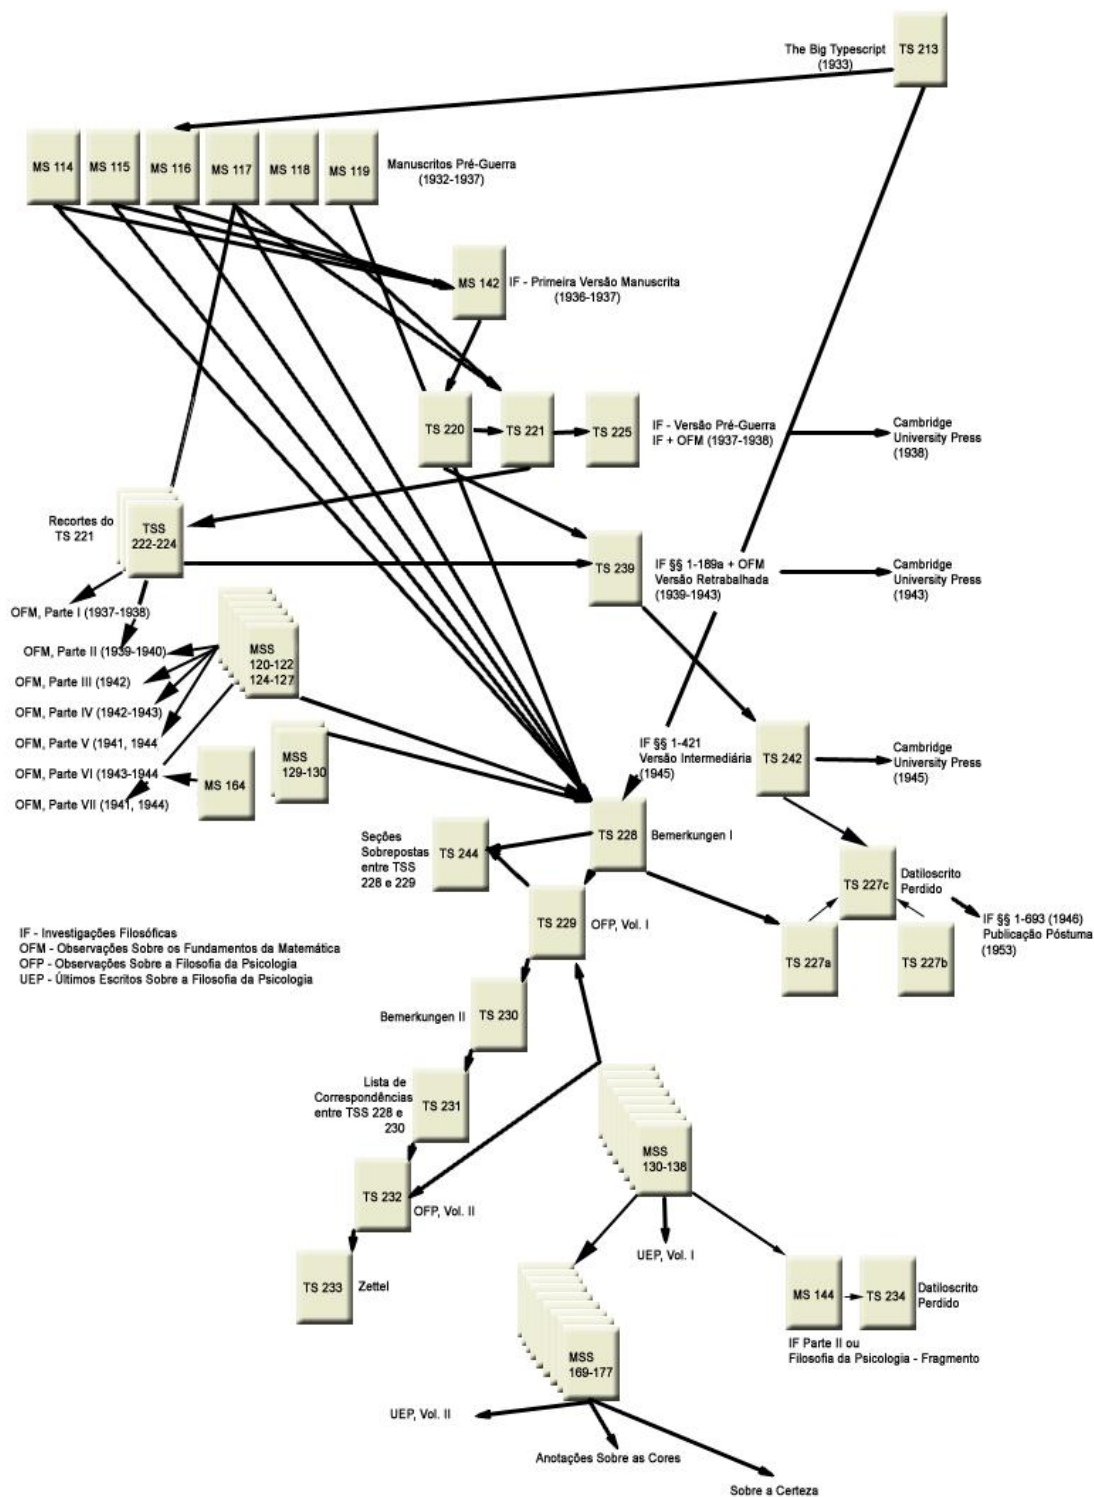 The Big Typescript
(1933)
TS 213
MS 114
MS 115
MS 116
MS 117
MS 118
MS 119
Manuscritos Pré-Guerra
(1932-1937)
MS 142
IF - Primeira Versão Manuscrita
(1936-1937)
TS 220
TS 221
TS 225
IF - Versão Pré-Guerra
IF + OFM (1937-1938)
Cambridge
University Press
(1938)
Recortes do
TS 221
TSS
222-224
TS 239
IF §§ 1-189a + OFM
Versão Retrabalhada
(1939-1943)
Cambridge
University Press
(1943)
OFM, Parte I (1937-1938)
OFM, Parte II (1939-1940)
OFM, Parte III (1942)
OFM, Parte IV (1942-1943)
OFM, Parte V (1941, 1944
OFM, Parte VI (1943-1944
OFM, Parte VII (1941, 1944)
MSS
120-122
124-127
MSS
129-130
MS 164
IF §§ 1-421
Versão Intermediária
(1945)
TS 242
Cambridge
University Press
(1945)
TS 228
Bemerkungen I
Seções
Sobrepostas
entre TSS
228 e 229
TS 244
TS 227c
Datiloscrito
Perdido
TS 229
OFP, Vol. I
IF §§ 1-693 (1946)
Publicação Póstuma
(1953)
TS 227a
TS 227b
IF - Investigações Filosóficas
OFM - Observações Sobre os Fundamentos da Matemática
OFP - Observações Sobre a Filosofia da Psicologia
UEP - Últimos Escritos Sobre a Filosofia da Psicologia
Bemerkungen II
TS 230
Lista de
Correspondências
entre TSS 228 e
230
TS 231
MSS
130-138
TS 232
OFP, Vol. II
UEP, Vol. I
TS 233
Zettel
MS 144
TS 234
Datiloscrito
Perdido
IF Parte II ou
Filosofia da Psicologia - Fragmento
MSS
169-177
UEP, Vol. II
Anotações Sobre as Cores
Sobre a Certeza